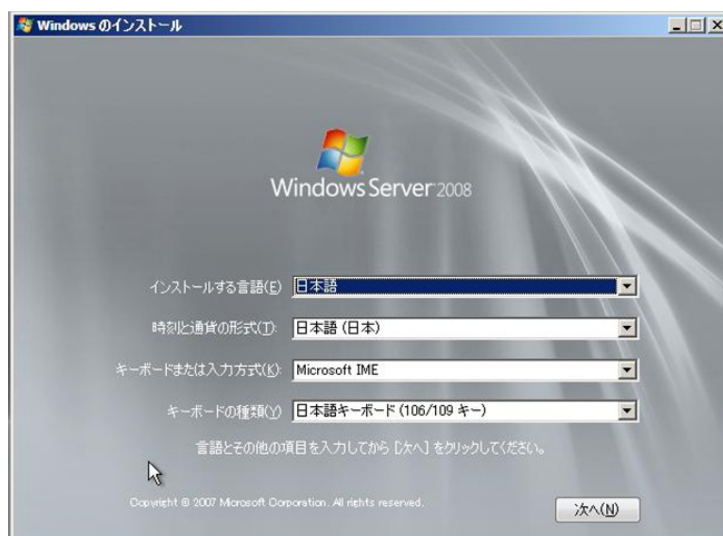 Windows のインストール
Windows Server 2008
インストールする言語(E) 日本語
時刻と通貨の形式(T): 日本語 (日本)
キーボードまたは入力方式(K): Microsoft IME
キーボードの種類(Y) 日本語キーボード (106/109 キー)
言語とその他の項目を入力してから [次へ] をクリックしてください。
Copyright © 2007 Microsoft Corporation. All rights reserved.
次へ(N)